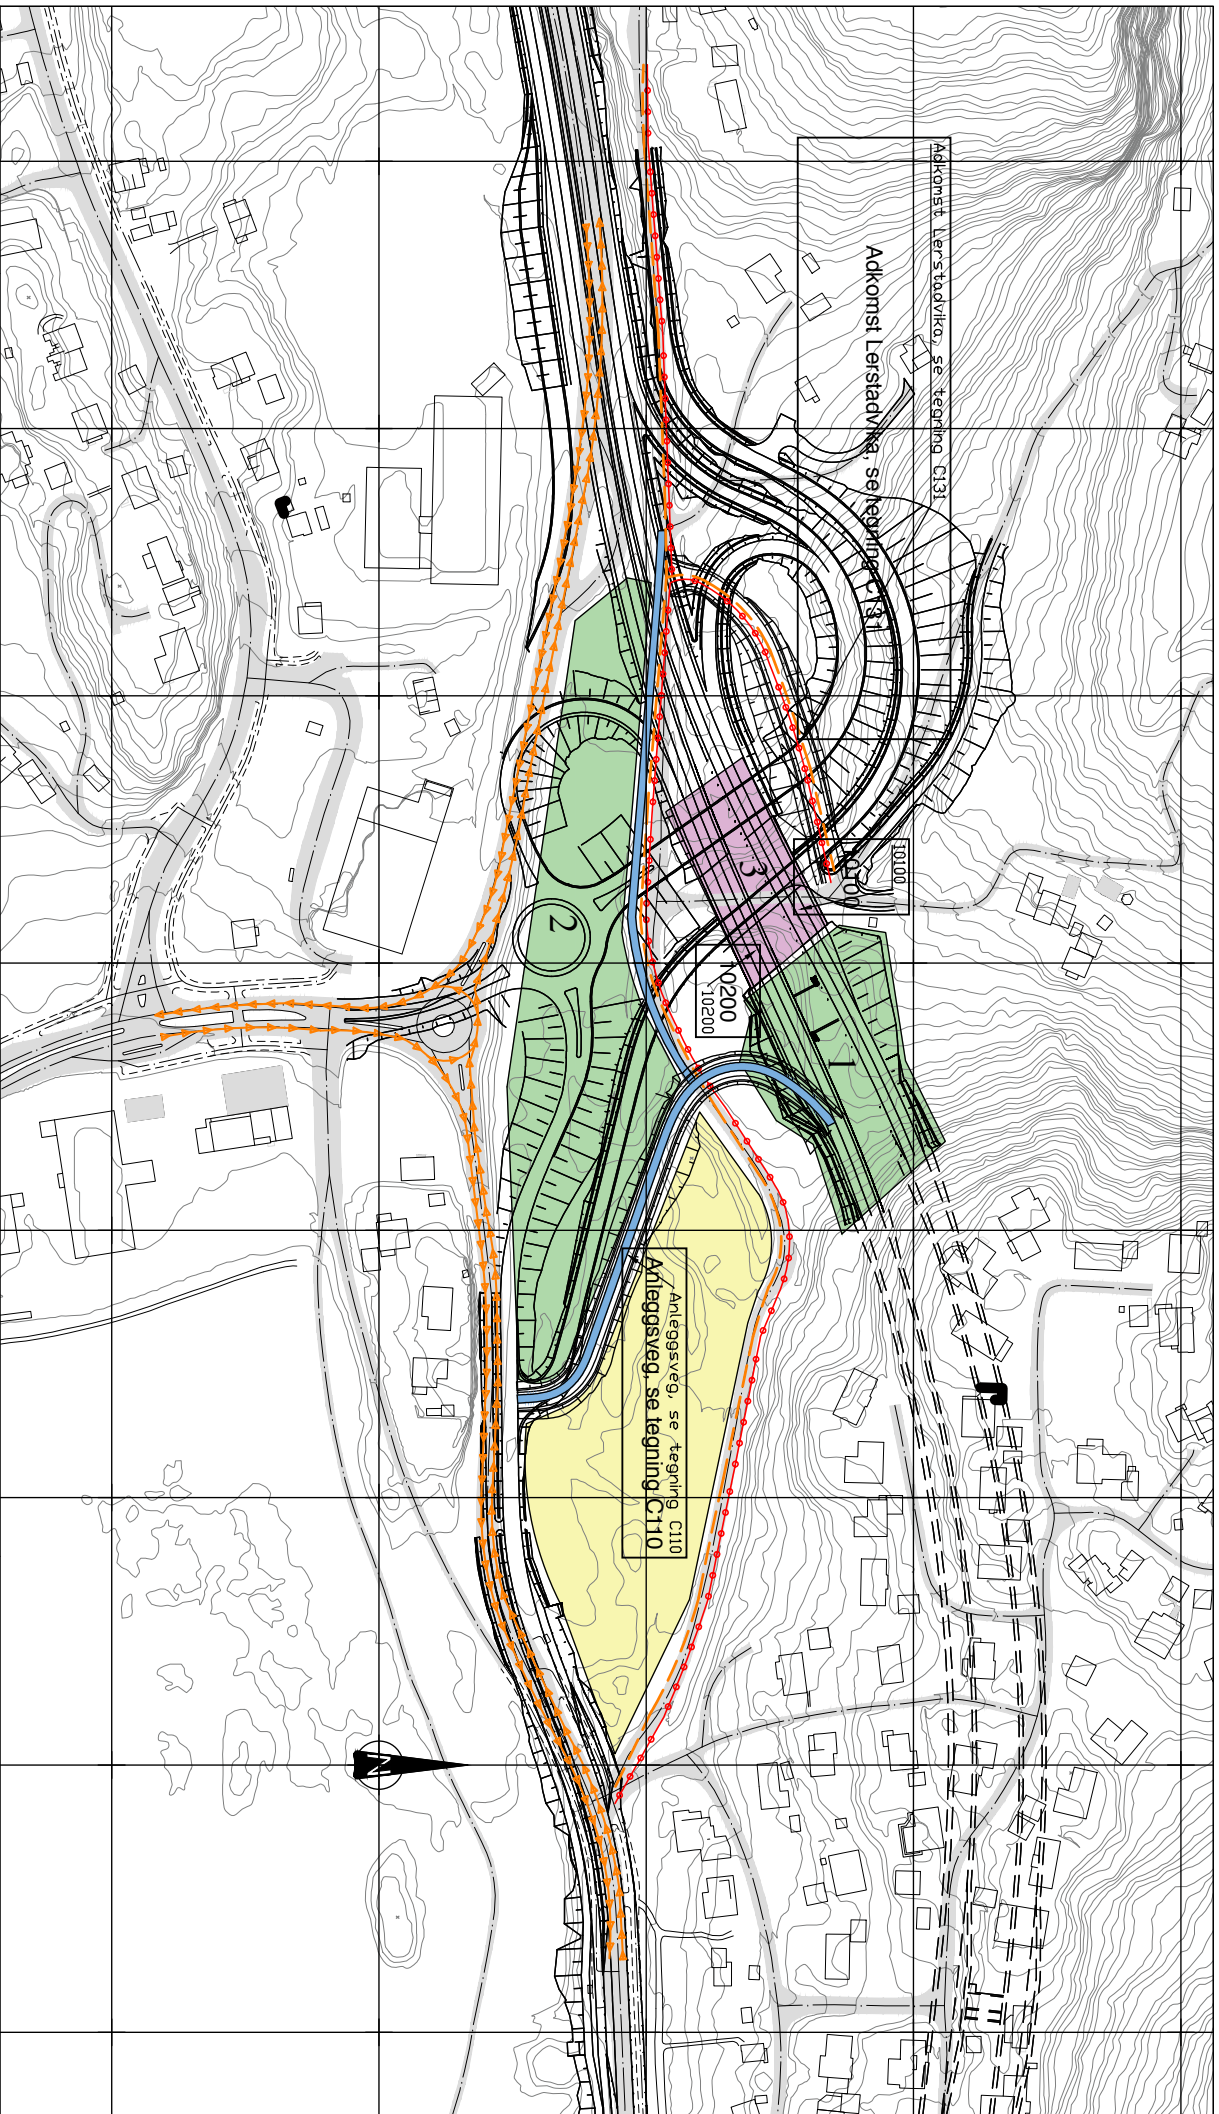 Adkomst Lerstadvika, se tegning C131
Adkomst Lerstadvika, se tegning C131
10100
10100
3
2
10200
10200
1
Anleggsveg, se tegning C110
Anleggsveg, se tegning C110
N